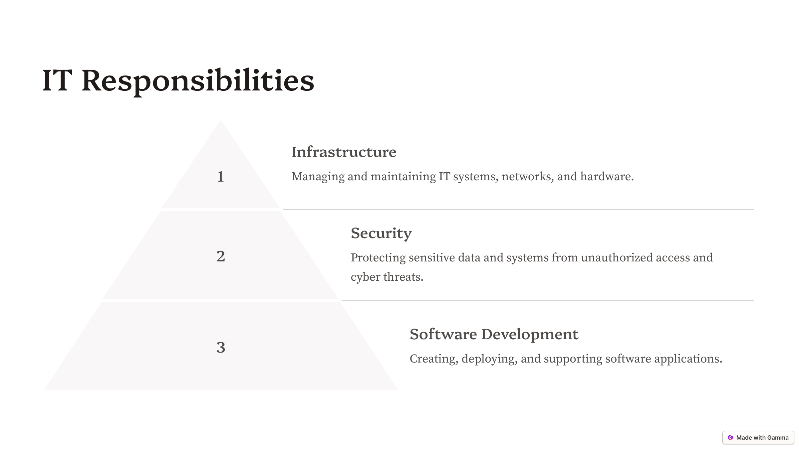 IT Responsibilities
1
Infrastructure
Managing and maintaining IT systems, networks, and hardware.
2
Security
Protecting sensitive data and systems from unauthorized access and
cyber threats.
3
Software Development
Creating, deploying, and supporting software applications.
Made with Gamma